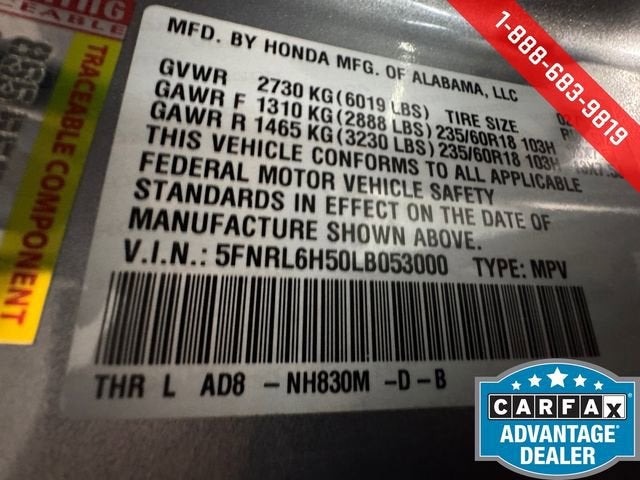 MFD. BY HONDA MFG. OF ALABAMA, LLC
GVWR 2730 KG(6019 LBS) TIRE SIZE
GAWR F 1310 KG(2888 LBS) 235/60R18 103H
GAWR R 1465 KG(3230 LBS) 235/60R18 103H
THIS VEHICLE CONFORMS TO ALL APPLICABLE
FEDERAL MOTOR VEHICLE SAFETY
STANDARDS IN EFFECT ON THE DATE OF
MANUFACTURE SHOWN ABOVE.
V.I.N.: 5FNRL6H50LB053000 TYPE: MPV
THR L AD8 -NH830M -D-B
TRACEABLE COMPONENT
1-888-683-9819
CARFAX
ADVANTAGE
DEALER